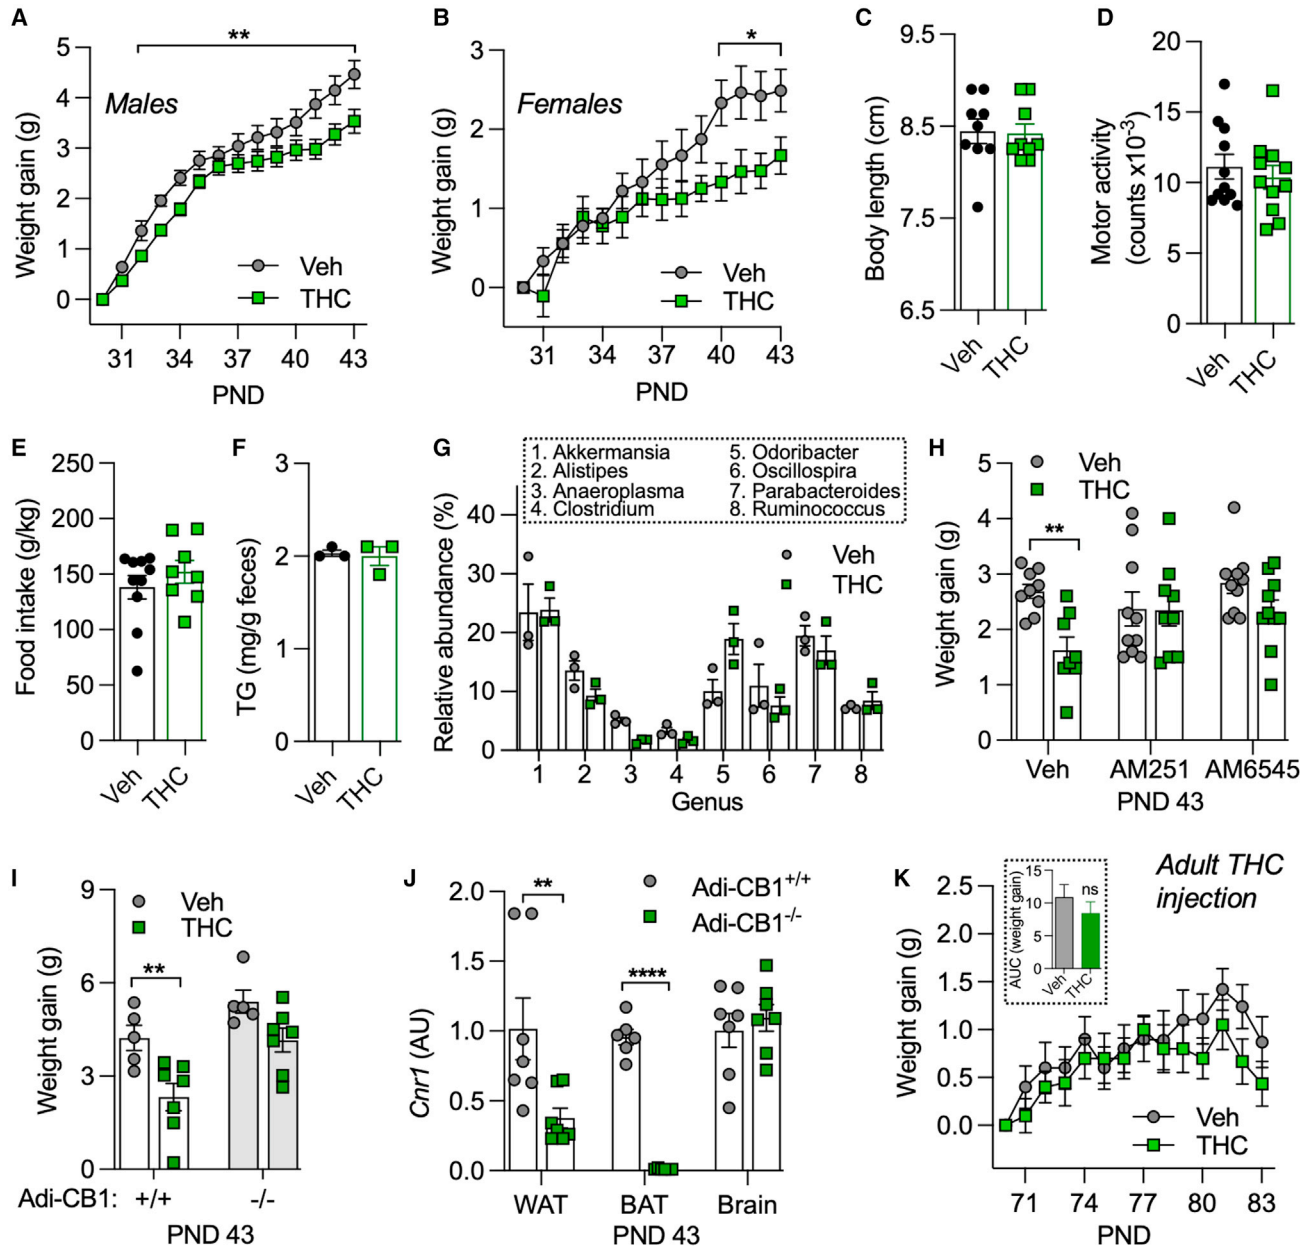 A
**
Males
Weight gain (g)
5
4
3
2
1
0
Veh
THC
31 34 37 40 43
PND
B
*
Females
Weight gain (g)
3
2
1
0
Veh
THC
31 34 37 40 43
PND
C
Body length (cm)
9.5
8.5
7.5
6.5
Veh THC
D
Motor activity
(counts x10-3)
20
15
10
5
0
Veh THC
E
Food intake (g/kg)
250
200
150
100
50
0
Veh THC
F
TG (mg/g feces)
3
2
1
0
Veh THC
G
1. Akkermansia 5. Odoribacter
2. Alistipes 6. Oscillospira
3. Anaeroplasma 7. Parabacteroides
4. Clostridium 8. Ruminococcus
Relative abundance (%)
40
30
20
10
0
Veh
THC
1 2 3 4 5 6 7 8
Genus
H
Veh
THC
**
Weight gain (g)
5
4
3
2
1
0
Veh AM251 AM6545
PND 43
I
Veh
THC
**
Weight gain (g)
9
6
3
0
Adi-CB1: +/+ -/-
PND 43
J
** ****
Adi-CB1+/+
Adi-CB1-/-
Cnr1 (AU)
2.0
1.5
1.0
0.5
0.0
WAT BAT Brain
PND 43
K
Adult THC
injection
AUC (weight gain)
15
10
5
0
ns
Veh THC
Weight gain (g)
2.5
2.0
1.5
1.0
0.5
0.0
Veh
THC
71 74 77 80 83
PND